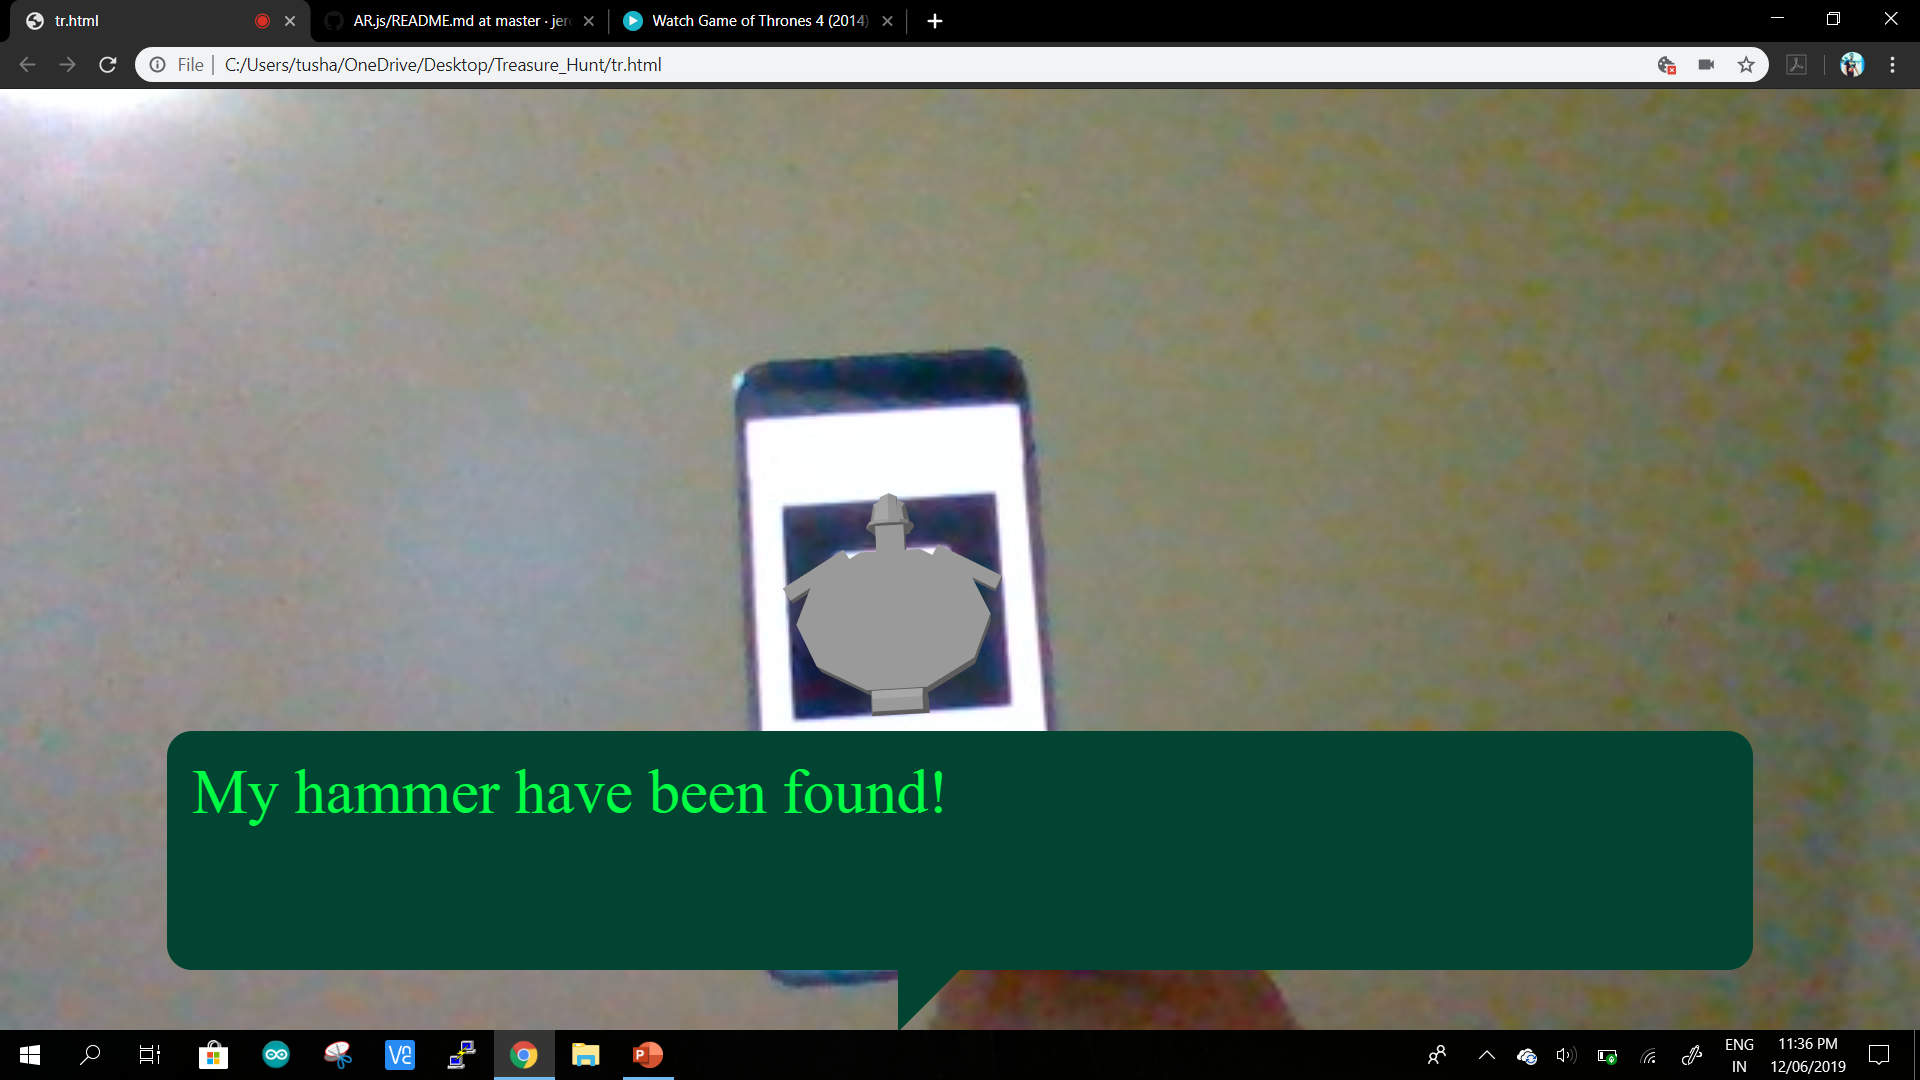 tr.html
AR.js/README.md at master · jer
Watch Game of Thrones 4 (2014)
File
C:/Users/tusha/OneDrive/Desktop/Treasure_Hunt/tr.html
My hammer have been found!
ENG
IN
11:36 PM
12/06/2019